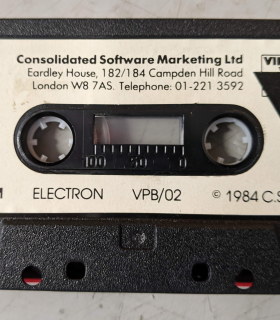 Consolidated Software Marketing Ltd
Eardley House, 182/184 Campden Hill Road
London W8 7AS. Telephone: 01-221 3592
100 50 0
ELECTRON VPB/02 © 1984 C.S